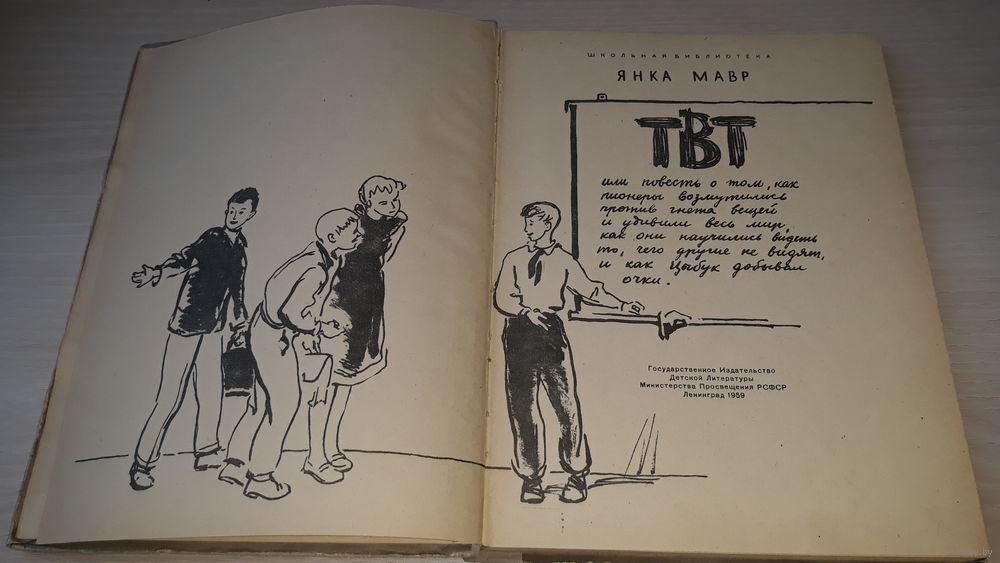 ШКОЛЬНАЯ БИБЛИОТЕКА
ЯНКА МАВР
ТВТ
или повесть о том, как
пионеры возмутились
против гнета вещей
и удивили весь мир,
как они научились видеть
то, чего другие не видят,
и как Цыбук добывал
очки.
Государственное Издательство
Детской Литературы
Министерства Просвещения РСФСР
Ленинград 1959